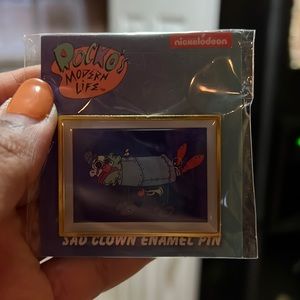 ROCKO'S
nickelodeon
MODERN
LIFE
SAD CLOWN ENAMEL PIN